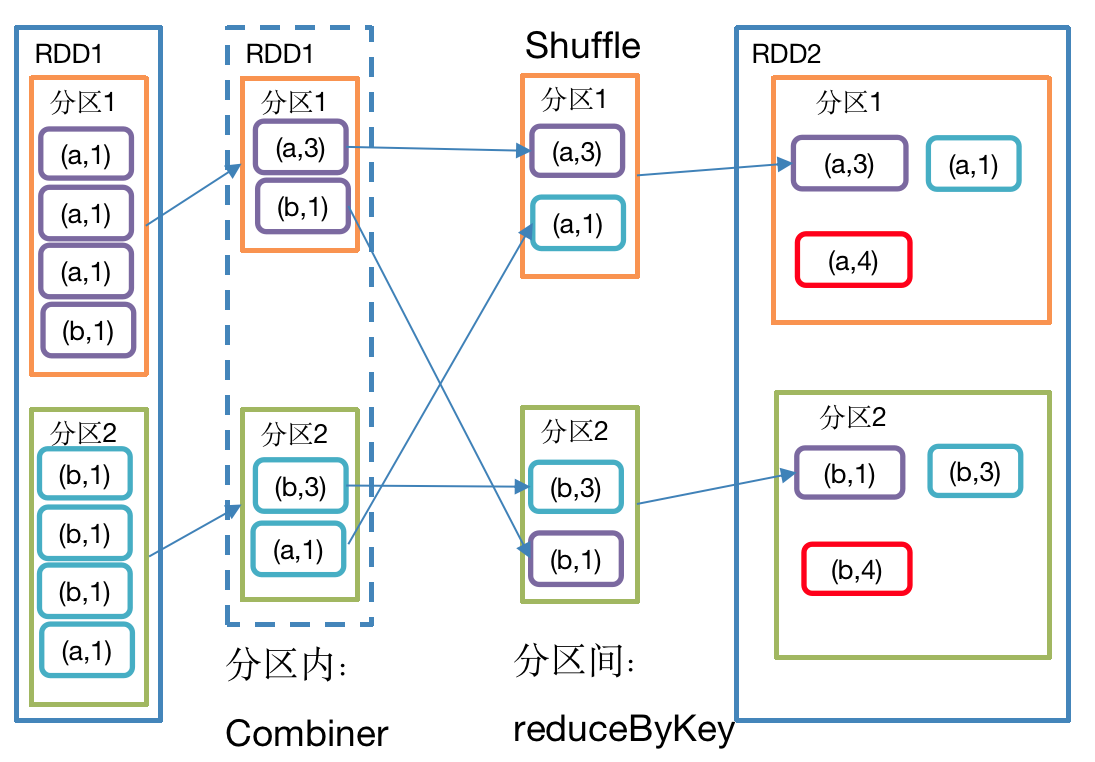 RDD1
分区1
(a,1)
(a,1)
(a,1)
(b,1)
分区2
(b,1)
(b,1)
(b,1)
(a,1)
RDD1
分区1
(a,3)
(b,1)
分区2
(b,3)
(a,1)
分区内:
Combiner
Shuffle
分区1
(a,3)
(a,1)
分区2
(b,3)
(b,1)
分区间:
reduceByKey
RDD2
分区1
(a,3) (a,1)
(a,4)
分区2
(b,1) (b,3)
(b,4)